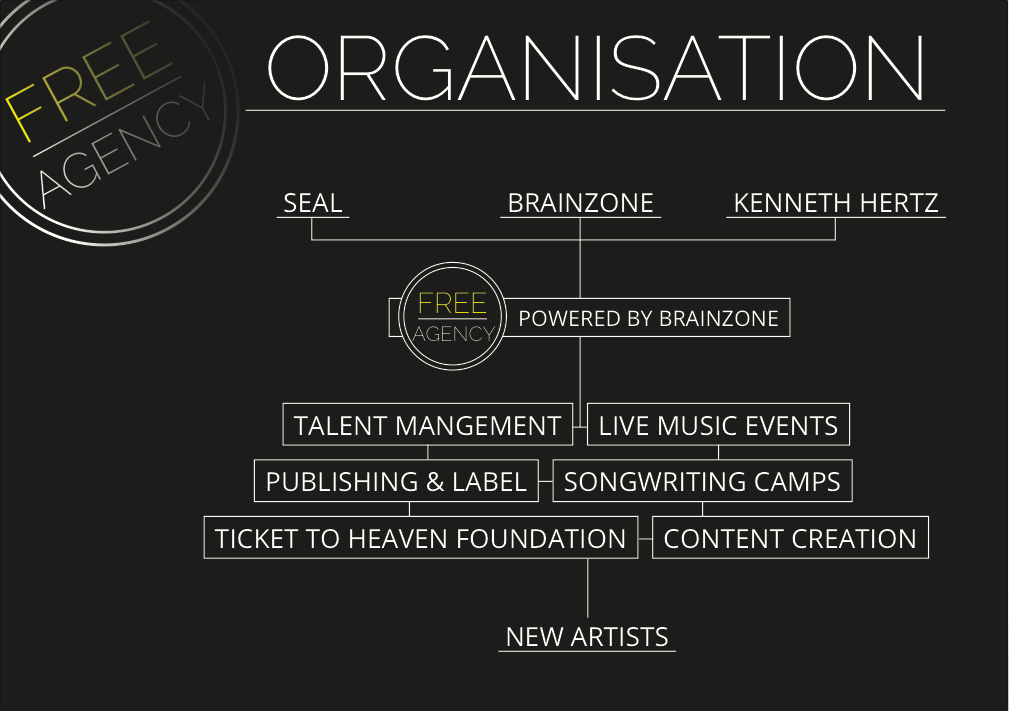 FREE
AGENCY
ORGANISATION
SEAL BRAINZONE KENNETH HERTZ
FREE
AGENCY
POWERED BY BRAINZONE
TALENT MANGEMENT LIVE MUSIC EVENTS
PUBLISHING & LABEL SONGWRITING CAMPS
TICKET TO HEAVEN FOUNDATION CONTENT CREATION
NEW ARTISTS